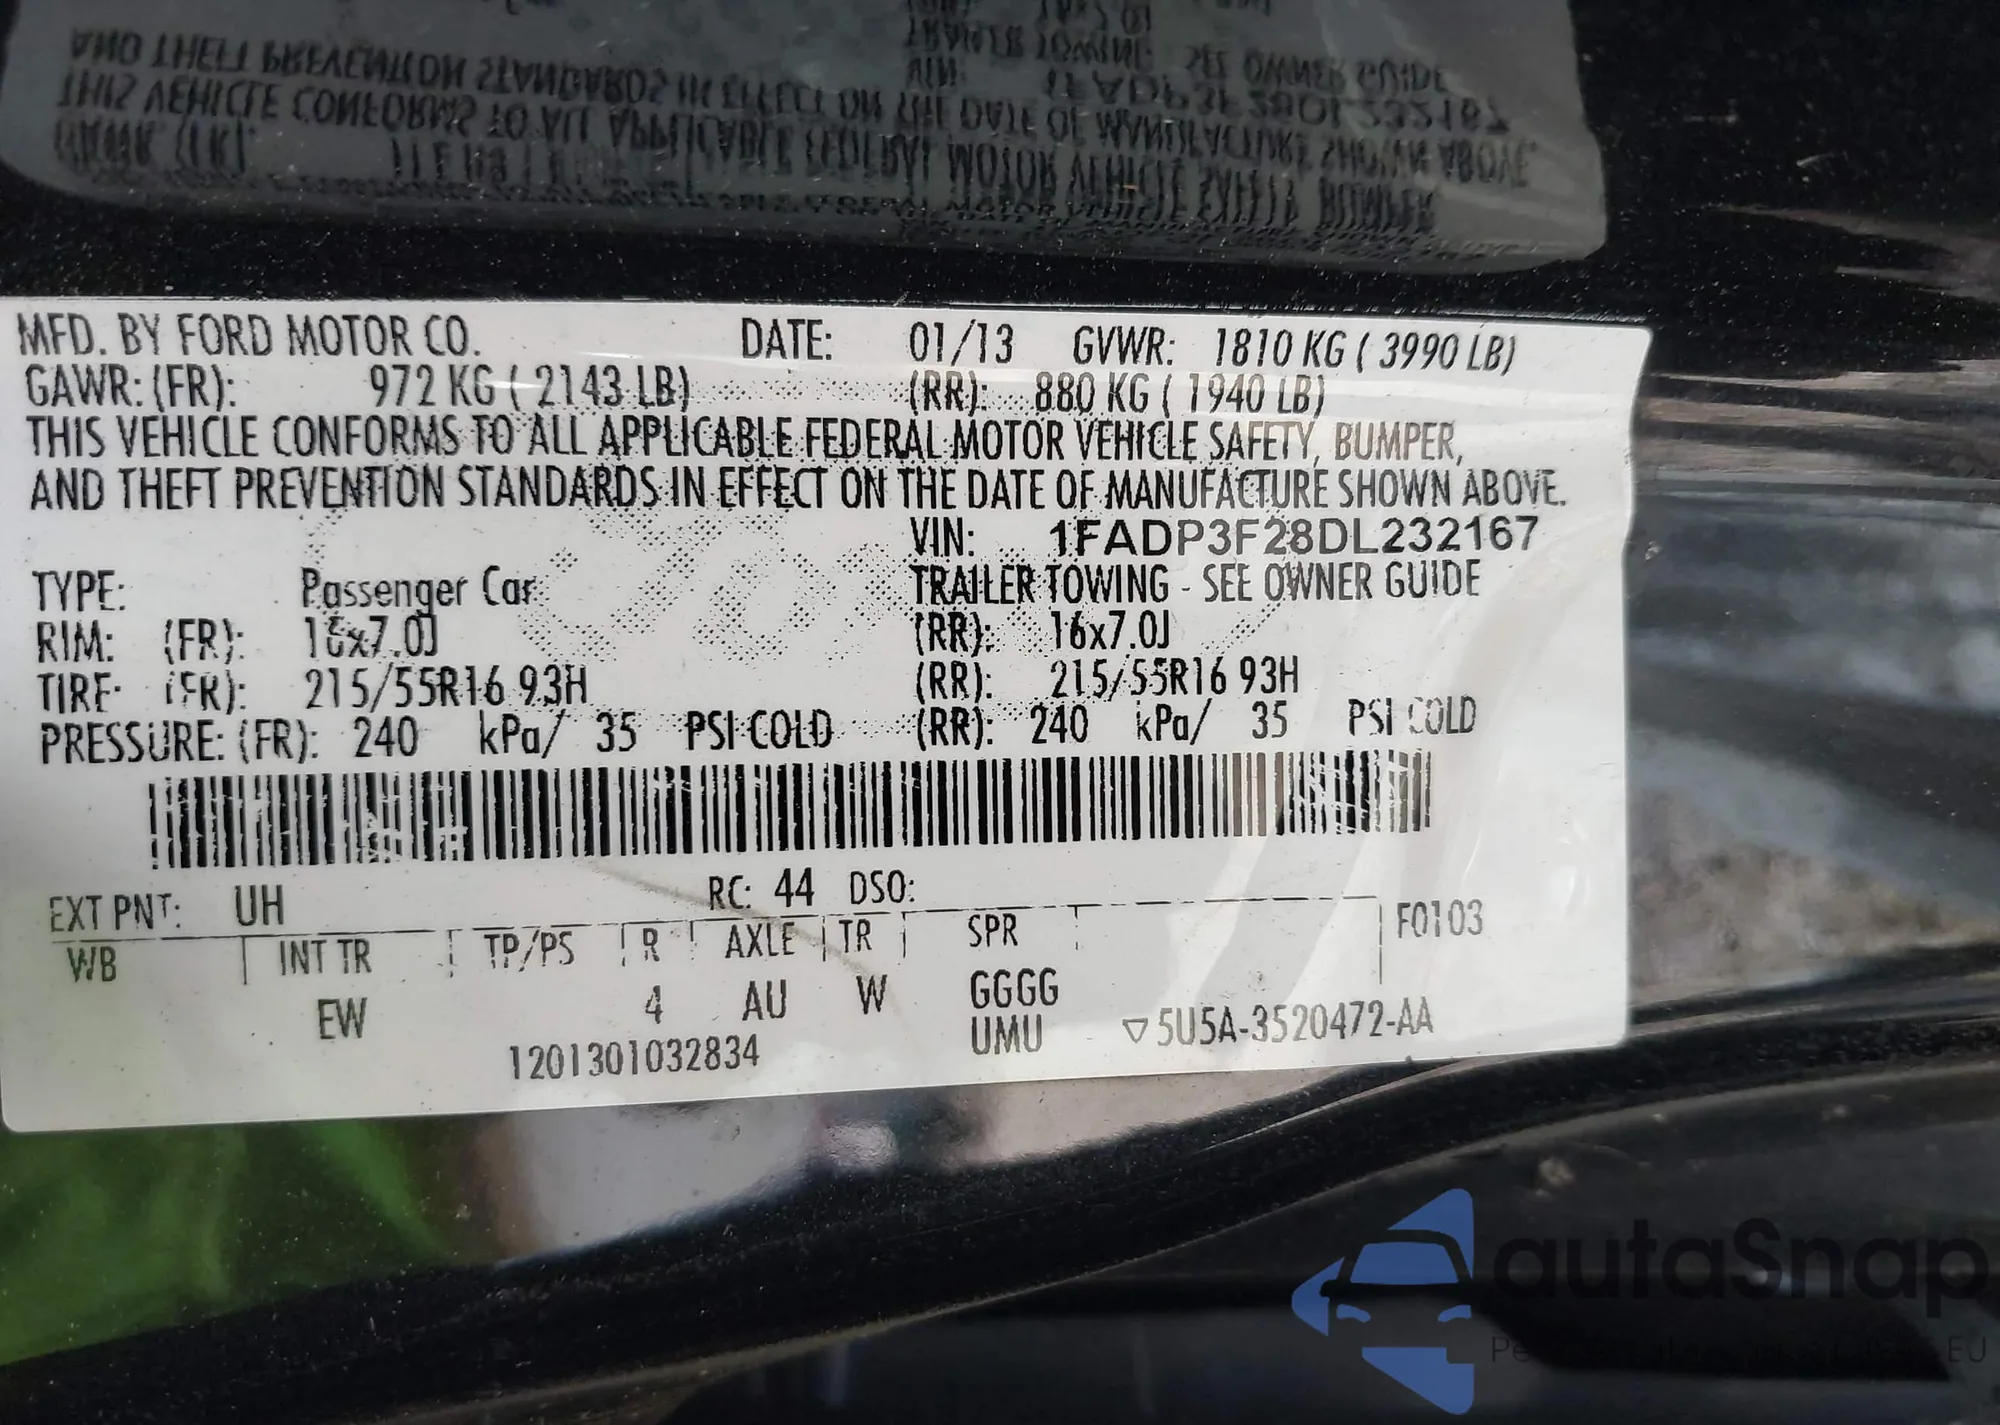 MFD. BY FORD MOTOR CO. DATE: 01/13 GVWR: 1810 KG ( 3990 LB)
GAWR: (FR): 972 KG ( 2143 LB) (RR): 880 KG ( 1940 LB)
THIS VEHICLE CONFORMS TO ALL APPLICABLE FEDERAL MOTOR VEHICLE SAFETY, BUMPER,
AND THEFT PREVENTION STANDARDS IN EFFECT ON THE DATE OF MANUFACTURE SHOWN ABOVE.
VIN: 1FADP3F28DL232167
TYPE: Passenger Car TRAILER TOWING - SEE OWNER GUIDE
RIM: (FR): 16x7.0J (RR): 16x7.0J
TIRE: (FR): 215/55R16 93H (RR): 215/55R16 93H
PRESSURE: (FR): 240 kPa/ 35 PSI COLD (RR): 240 kPa/ 35 PSI COLD
EXT PNT: UH RC: 44 DSO:
WB INT TR TP/PS R AXLE TR SPR F0103
EW 4 AU W GGGG
1201301032834 UMU ▽5U5A-3520472-AA
autaSnap